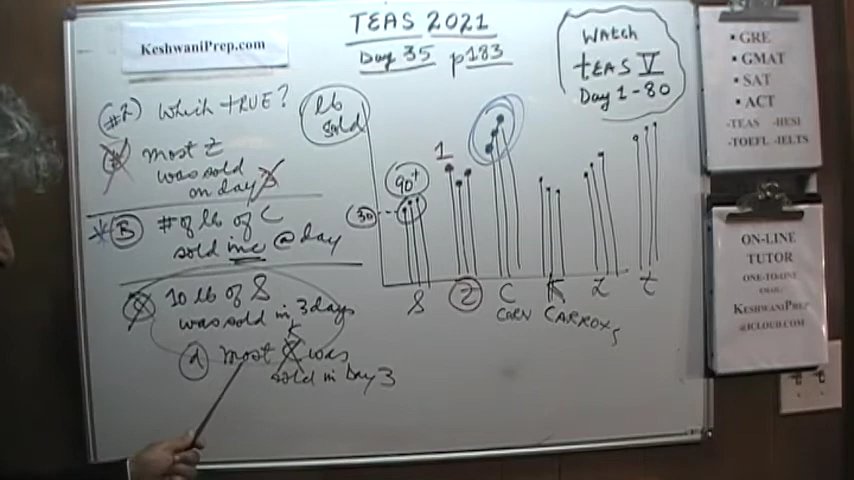 TEAS 2021
Day 35 p183
KeshwaniPrep.com
Watch
TEAS V
Day 1-80
#2) Which TRUE?
most Z
was sold
on day
B # of lb of C
sold inc @ day
10 lb of S
was sold in 3 days
d most K was
sold in Day 3
lb
sold
90+
30
1
S Z C K L t
CORN CARROTS
• GRE
• GMAT
• SAT
• ACT
-TEAS -HESI
-TOEFL -IELTS
ON-LINE
TUTOR
ONE-TO-ONE
EMAIL:
KESHWANIPREP
@ICLOUD.COM